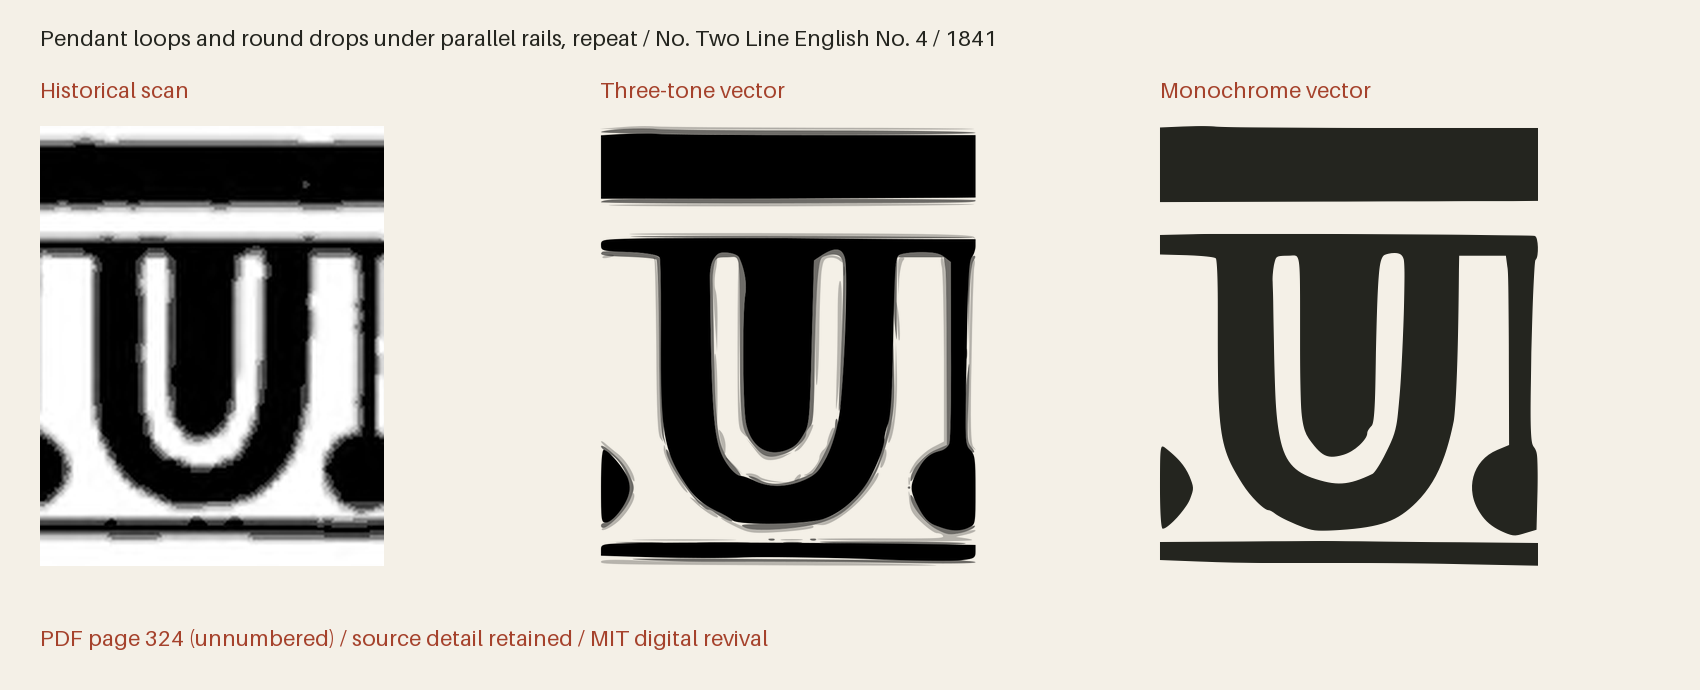 Pendant loops and round drops under parallel rails, repeat / No. Two Line English No. 4 / 1841
Historical scan
Three-tone vector
Monochrome vector
PDF page 324 (unnumbered) / source detail retained / MIT digital revival